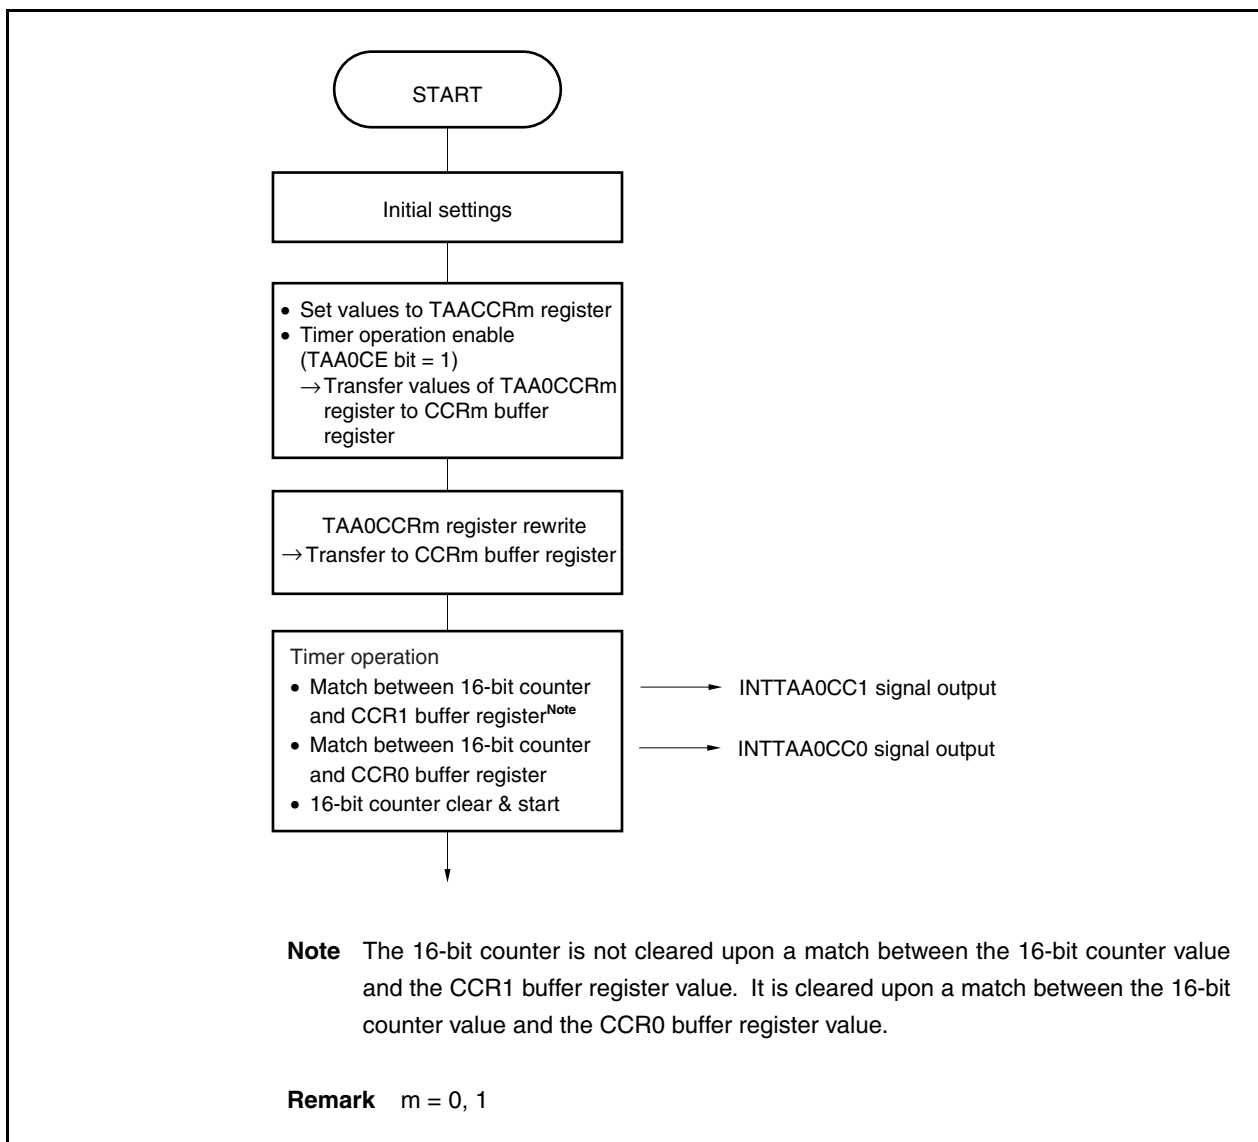 START
Initial settings
• Set values to TAACCRm register
• Timer operation enable
(TAA0CE bit = 1)
→ Transfer values of TAA0CCRm
register to CCRm buffer
register
TAA0CCRm register rewrite
→ Transfer to CCRm buffer register
Timer operation
• Match between 16-bit counter
and CCR1 buffer registerNote
• Match between 16-bit counter
and CCR0 buffer register
• 16-bit counter clear & start
INTTAA0CC1 signal output
INTTAA0CC0 signal output
Note The 16-bit counter is not cleared upon a match between the 16-bit counter value
and the CCR1 buffer register value. It is cleared upon a match between the 16-bit
counter value and the CCR0 buffer register value.
Remark m = 0, 1